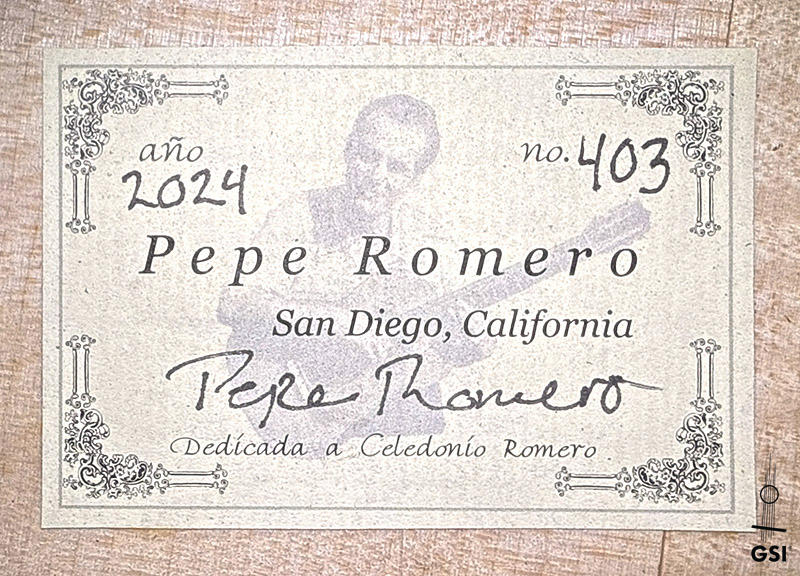 año no. 403
2024
Pepe Romero
San Diego, California
Pepe Romero
Dedicada a Celedonio Romero
GSI